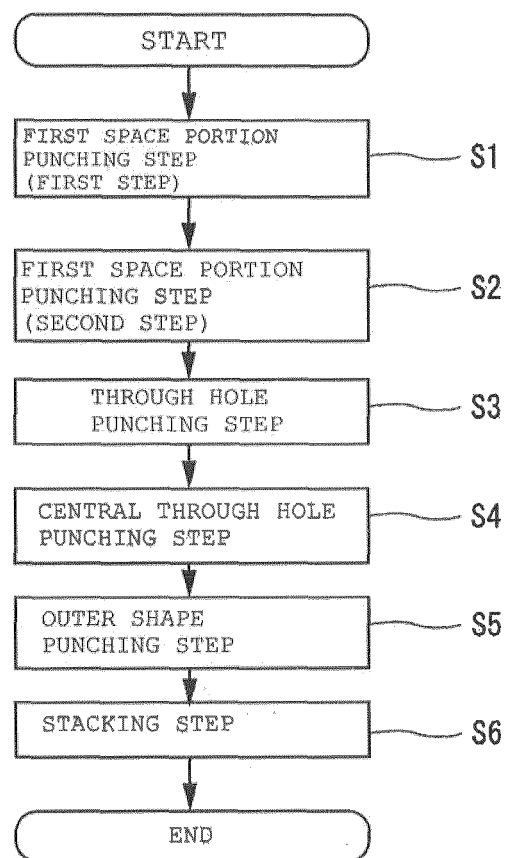 START
FIRST SPACE PORTION
PUNCHING STEP
(FIRST STEP)
S1
FIRST SPACE PORTION
PUNCHING STEP
(SECOND STEP)
S2
THROUGH HOLE
PUNCHING STEP
S3
CENTRAL THROUGH HOLE
PUNCHING STEP
S4
OUTER SHAPE
PUNCHING STEP
S5
STACKING STEP
S6
END